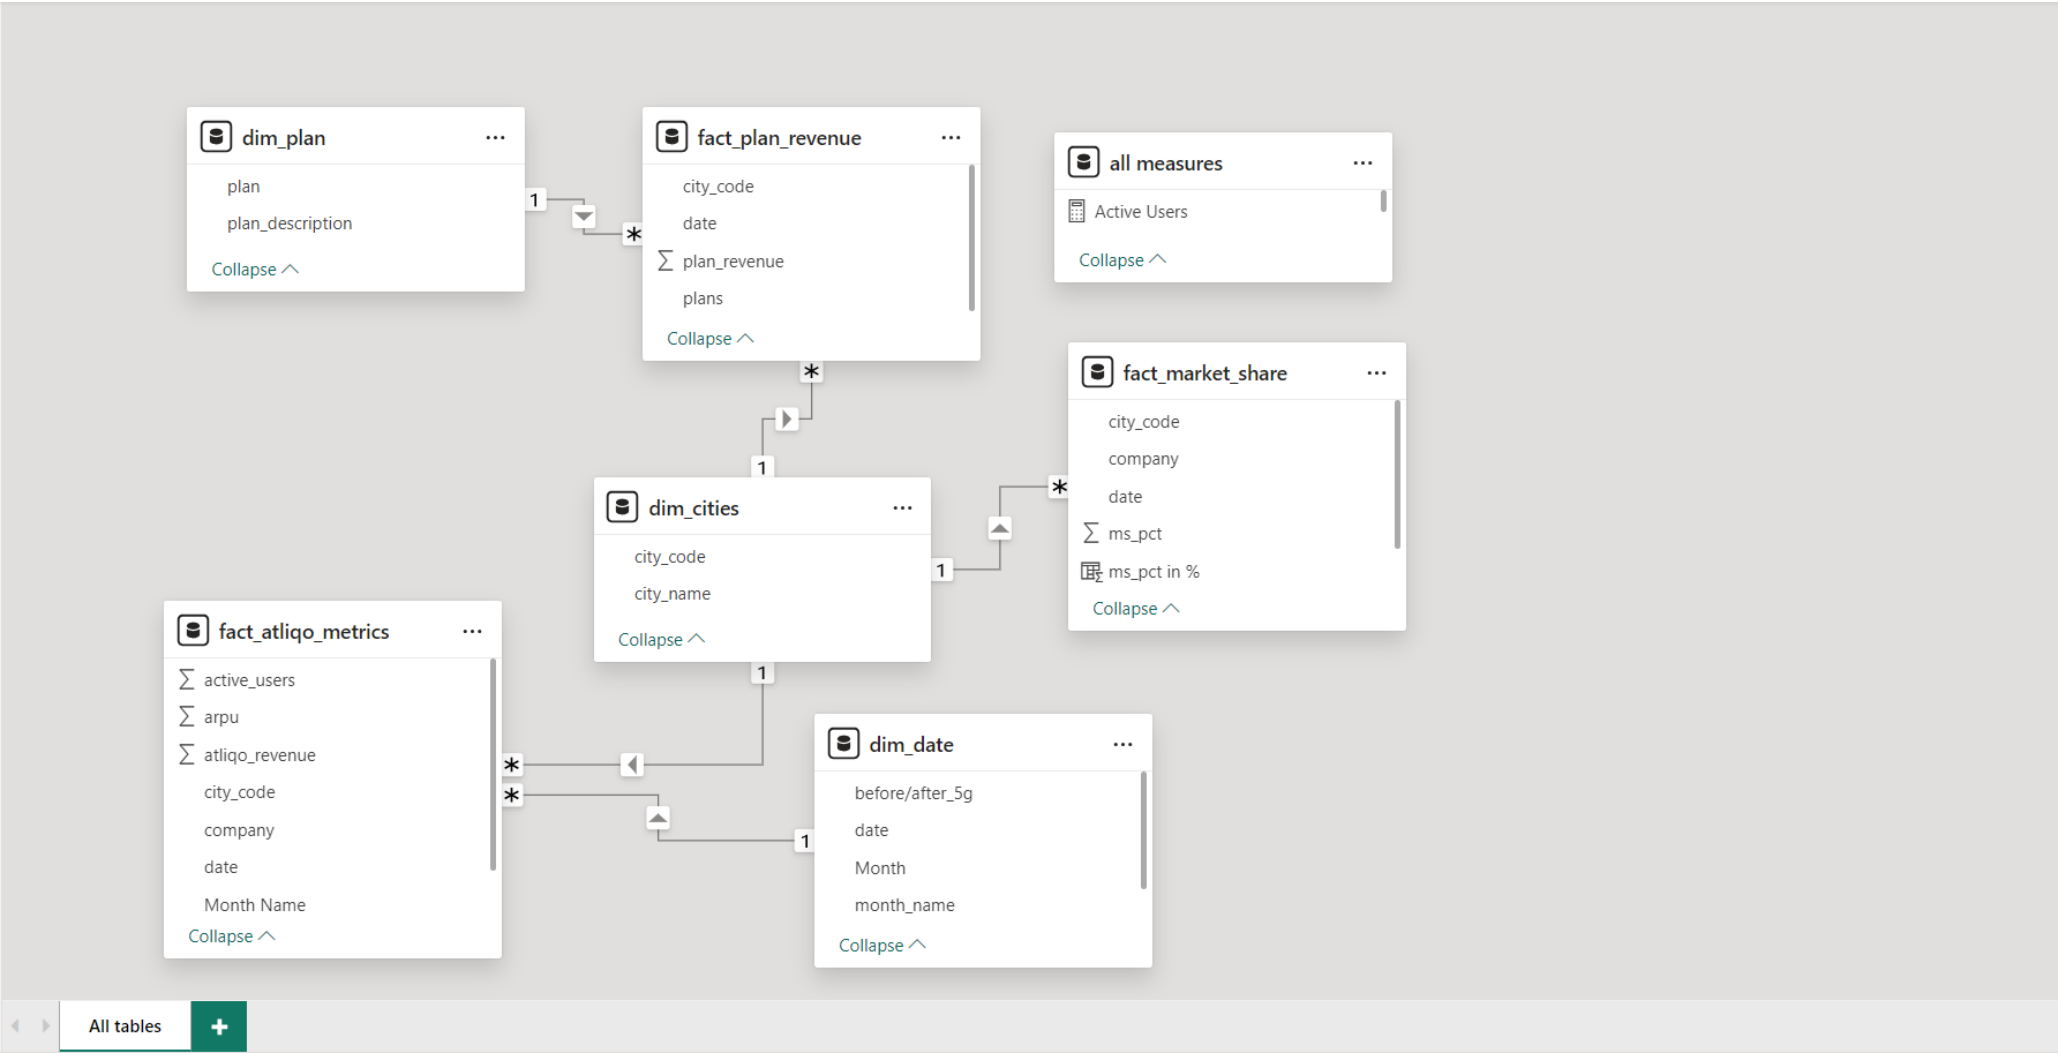 dim_plan
plan
plan_description
Collapse
1
*
fact_plan_revenue
city_code
date
plan_revenue
plans
Collapse
*
1
all measures
Active Users
Collapse
fact_market_share
city_code
company
date
ms_pct
ms_pct in %
Collapse
*
1
dim_cities
city_code
city_name
Collapse
1
fact_atliqo_metrics
active_users
arpu
atliqo_revenue
city_code
company
date
Month Name
Collapse
*
*
1
dim_date
before/after_5g
date
Month
month_name
Collapse
All tables
+